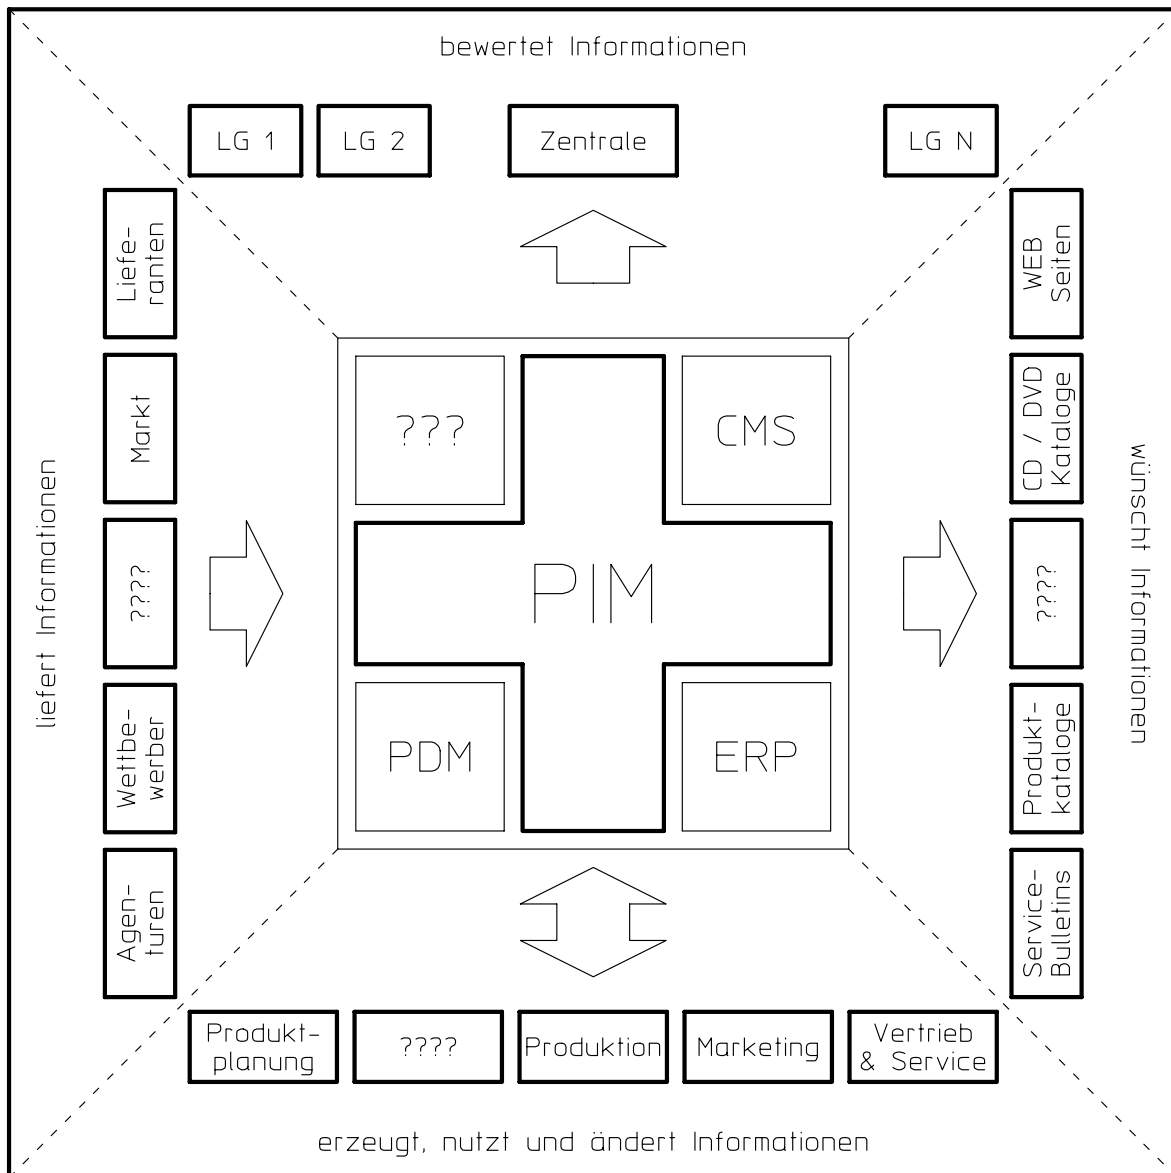 bewertet Informationen
LG 1
LG 2
Zentrale
LG N
Liefe-
ranten
Markt
????
Wettbe-
werber
Agen-
turen
liefert Informationen
???
CMS
PIM
PDM
ERP
WEB
Seiten
CD / DVD
Kataloge
????
Produkt-
kataloge
Service-
Bulletins
wünscht Informationen
Produkt-
planung
????
Produktion
Marketing
Vertrieb
& Service
erzeugt, nutzt und ändert Informationen